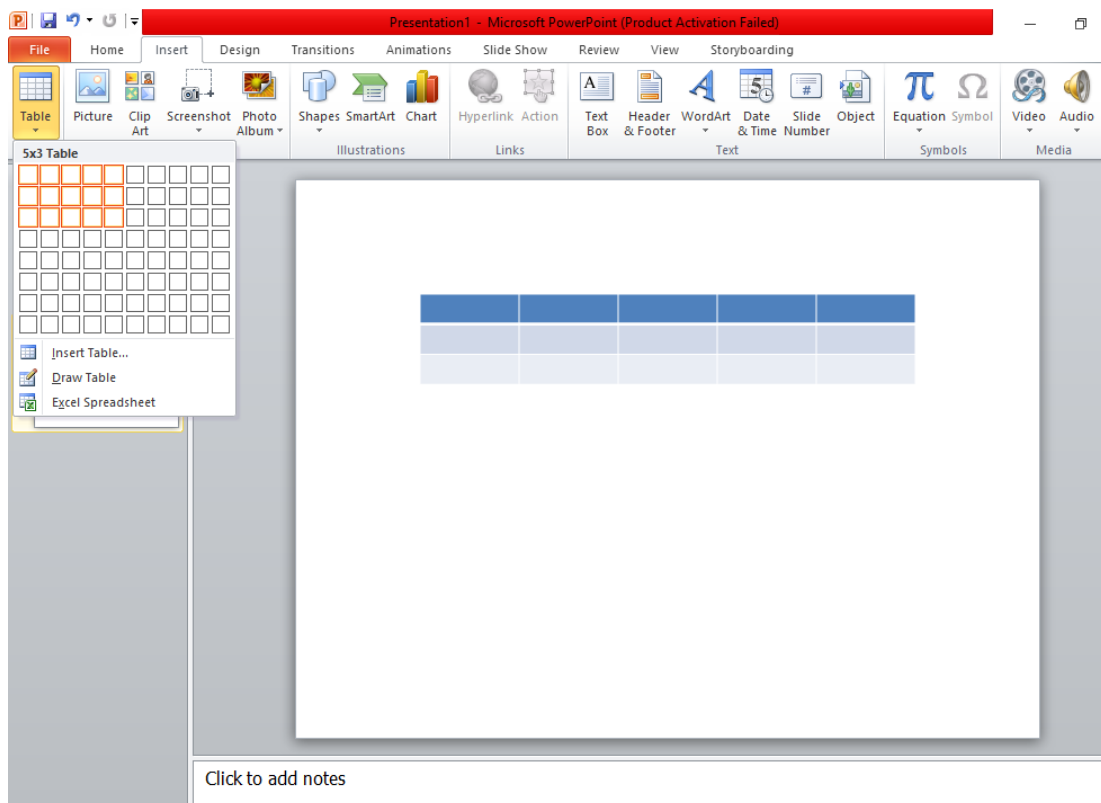 Presentation1 - Microsoft PowerPoint (Product Activation Failed)
File Home Insert Design Transitions Animations Slide Show Review View Storyboarding
Table Picture Clip Art Screenshot Photo Album Shapes SmartArt Chart Hyperlink Action Text Box Header & Footer WordArt Date & Time Slide Number Object Equation Symbol Video Audio
Illustrations Links Text Symbols Media
5x3 Table
Insert Table...
Draw Table
Excel Spreadsheet
Click to add notes